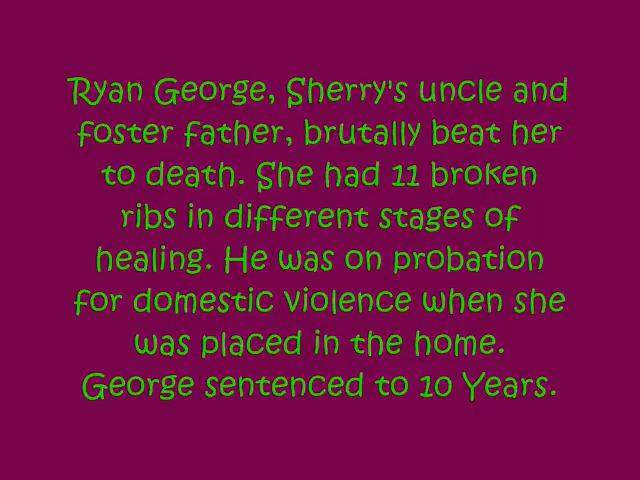 Ryan George, Sherry's uncle and
foster father, brutally beat her
to death. She had 11 broken
ribs in different stages of
healing. He was on probation
for domestic violence when she
was placed in the home.
George sentenced to 10 Years.